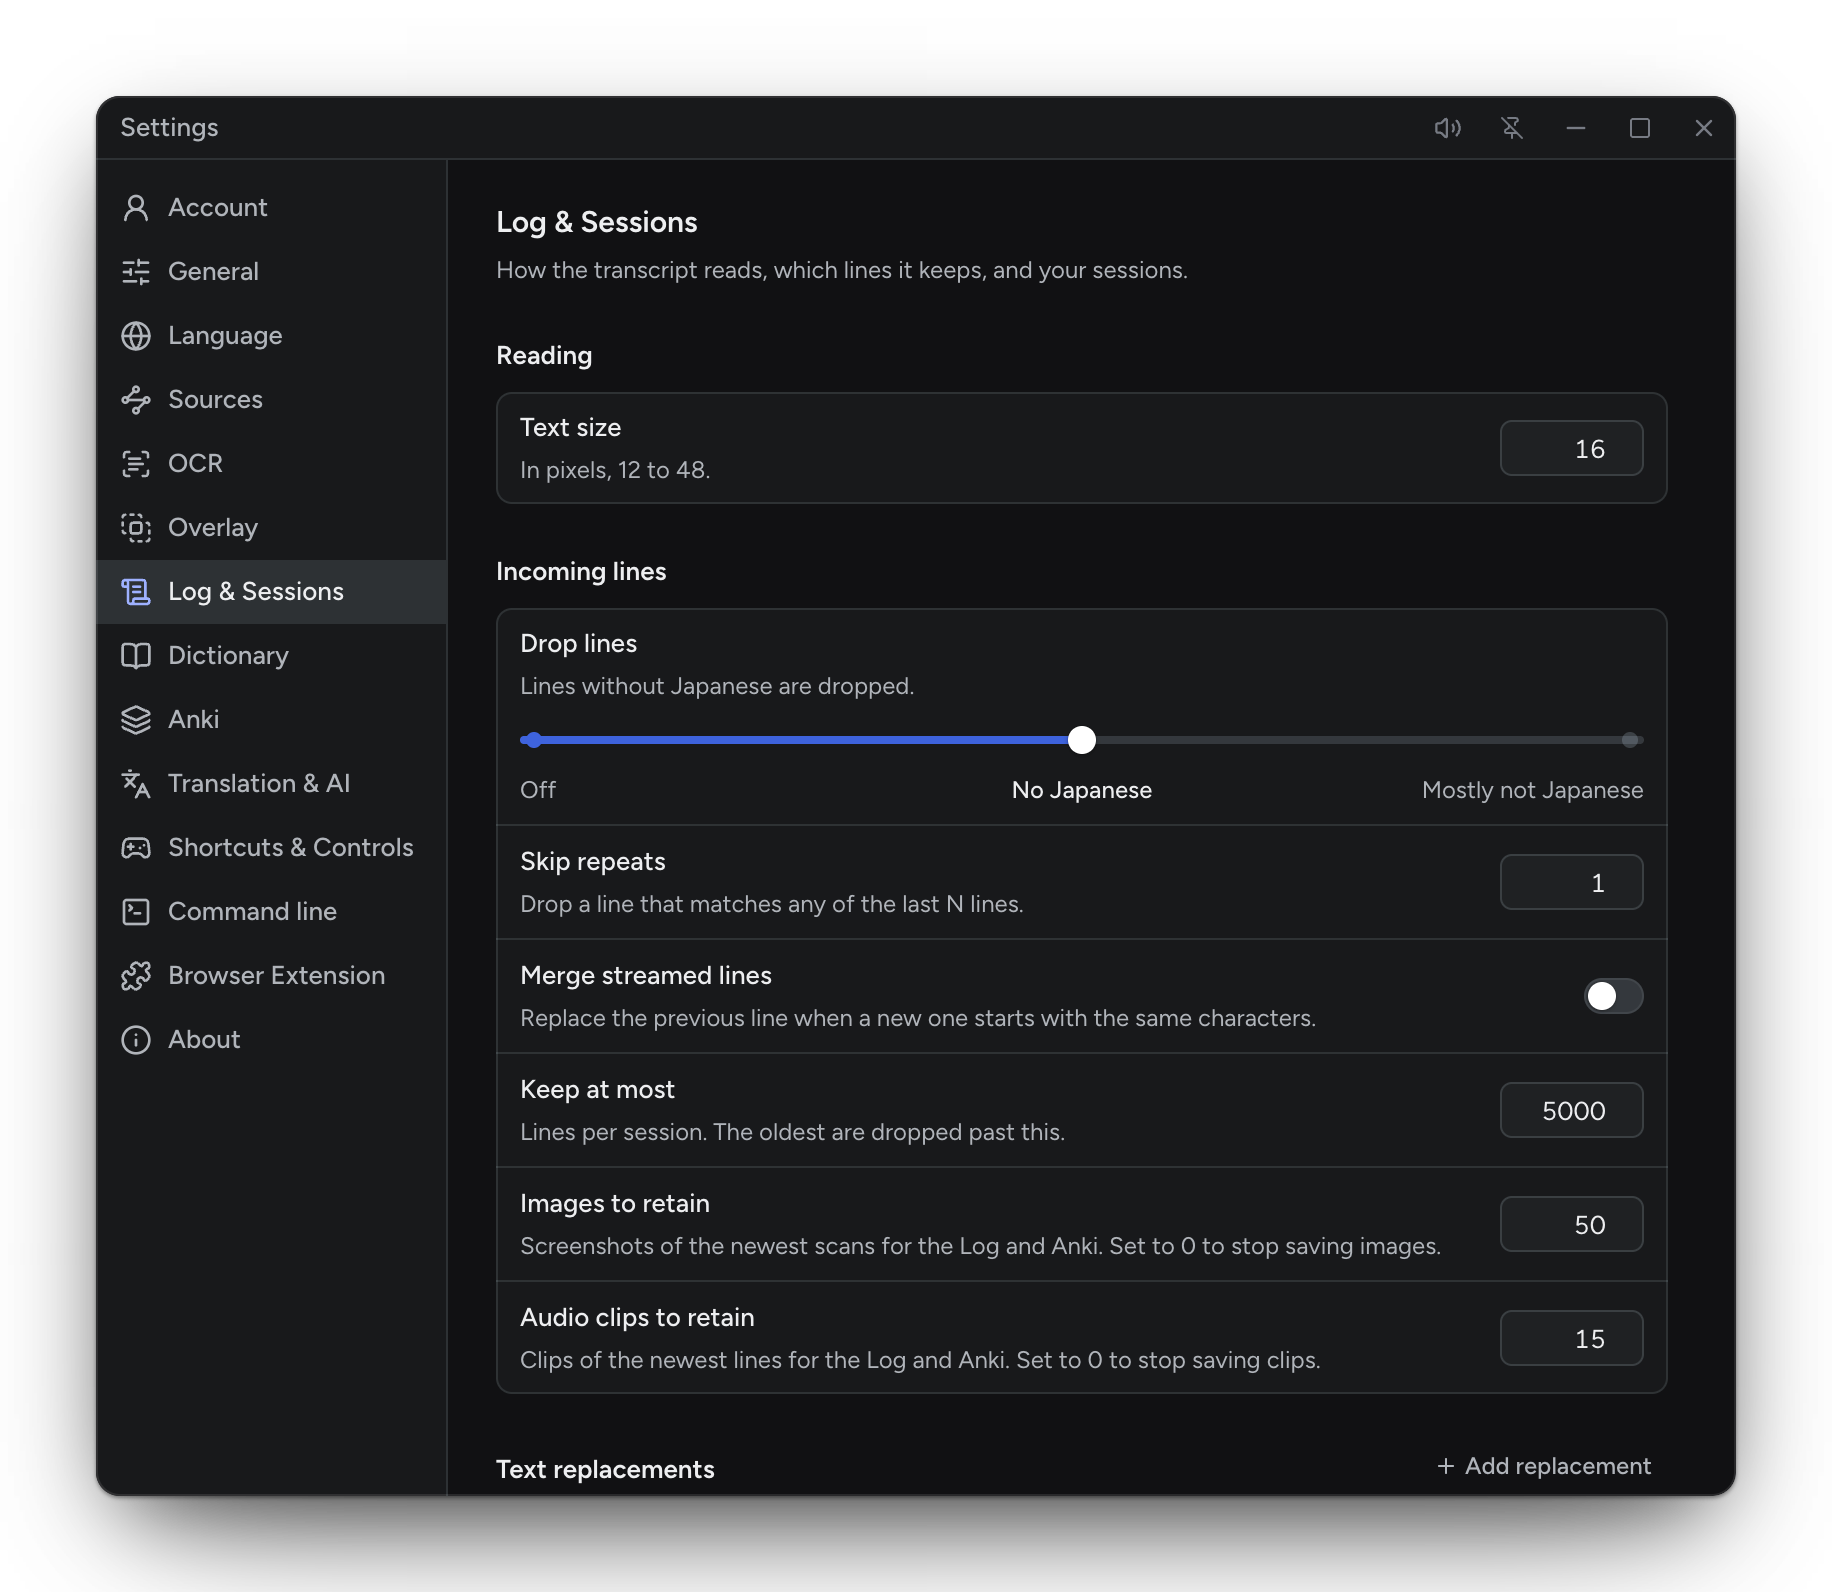 Settings
Account
General
Language
Sources
OCR
Overlay
Log & Sessions
Dictionary
Anki
Translation & AI
Shortcuts & Controls
Command line
Browser Extension
About
Log & Sessions
How the transcript reads, which lines it keeps, and your sessions.
Reading
Text size
In pixels, 12 to 48.
16
Incoming lines
Drop lines
Lines without Japanese are dropped.
Off
No Japanese
Mostly not Japanese
Skip repeats
Drop a line that matches any of the last N lines.
1
Merge streamed lines
Replace the previous line when a new one starts with the same characters.
Keep at most
Lines per session. The oldest are dropped past this.
5000
Images to retain
Screenshots of the newest scans for the Log and Anki. Set to 0 to stop saving images.
50
Audio clips to retain
Clips of the newest lines for the Log and Anki. Set to 0 to stop saving clips.
15
Text replacements
+ Add replacement